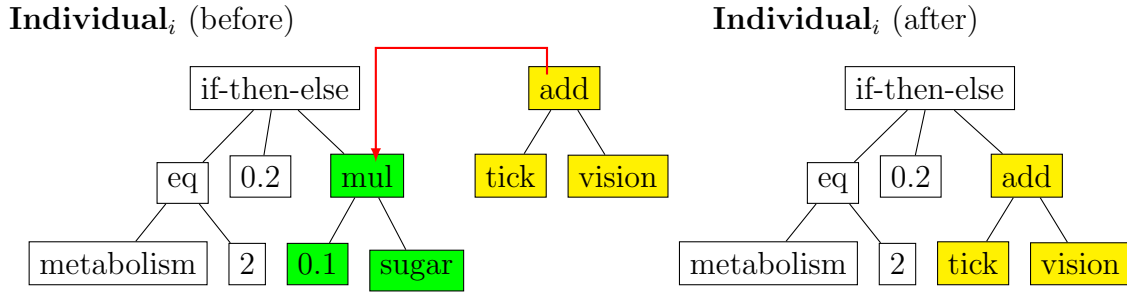 Individual_i (before)
Individual_i (after)
if-then-else
add
if-then-else
eq
0.2
mul
tick
vision
eq
0.2
add
metabolism
2
0.1
sugar
metabolism
2
tick
vision